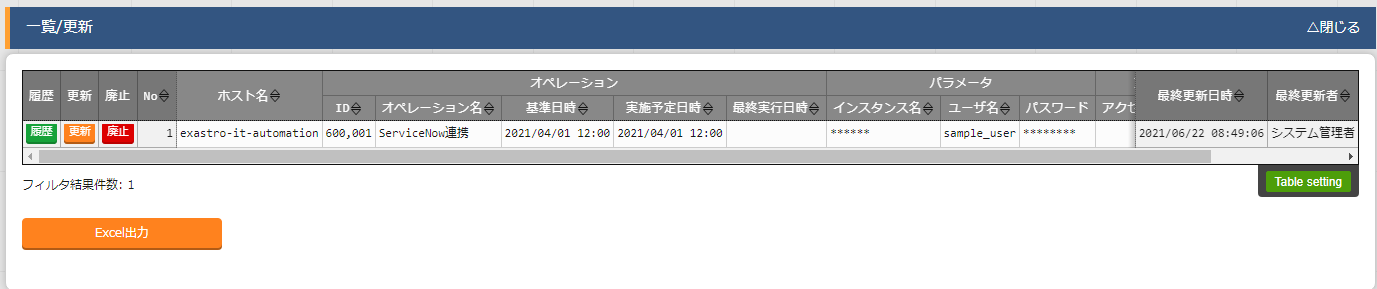 一覧/更新 △閉じる
オペレーション パラメータ
履歴 更新 廃止 No ホスト名 ID オペレーション名 基準日時 実施予定日時 最終実行日時 インスタンス名 ユーザ名 パスワード アクセ 最終更新日時 最終更新者
履歴 更新 廃止 1 exastro-it-automation 600,001 ServiceNow連携 2021/04/01 12:00 2021/04/01 12:00 ****** sample_user ******** 2021/06/22 08:49:06 システム管理者
フィルタ結果件数: 1
Table setting
Excel出力